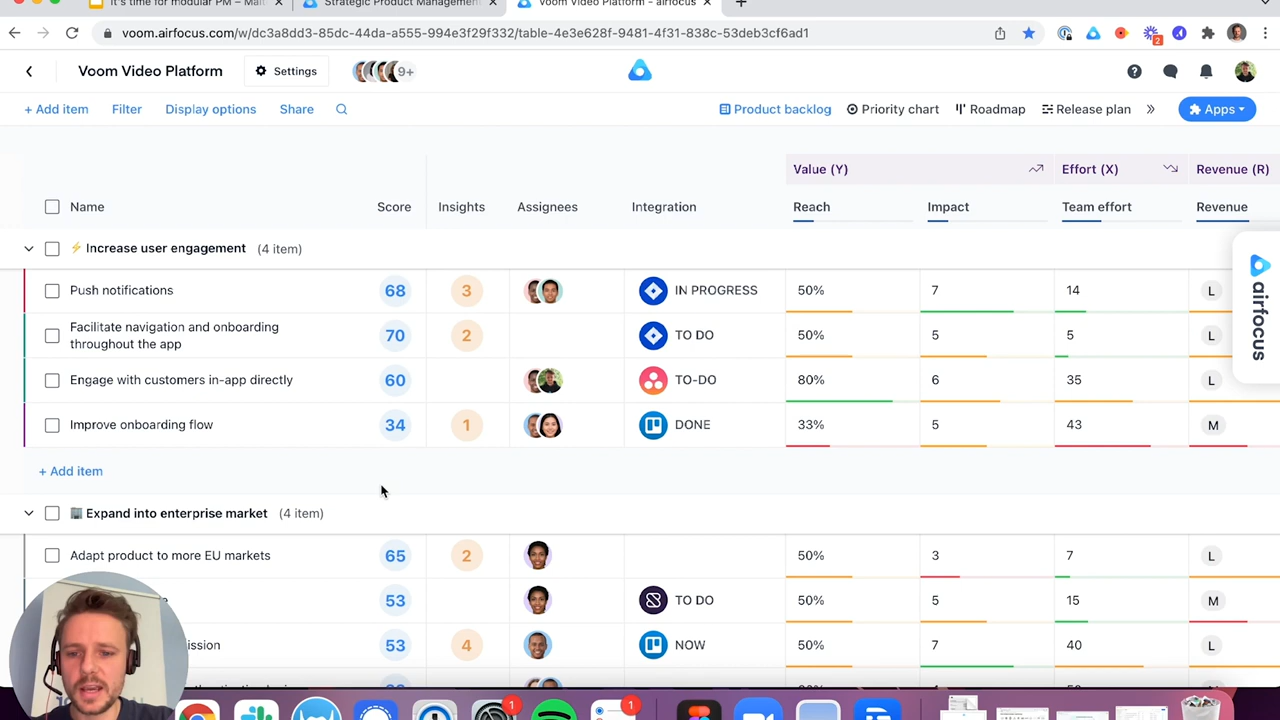 It's time for modular PM –
Strategic Product Management
Voom Video Platform - airfocus
voom.airfocus.com/w/dc3a8dd3-85dc-44da-a555-994e3f29f332/table-4e3e628f-9481-4f31-838c-53deb3cf6ad1
2
Voom Video Platform
Settings
9+
+ Add item
Filter
Display options
Share
Product backlog
Priority chart
Roadmap
Release plan
Apps
Value (Y)
Effort (X)
Revenue (R)
Name
Score
Insights
Assignees
Integration
Reach
Impact
Team effort
Revenue
⚡ Increase user engagement (4 item)
Push notifications 68 3 IN PROGRESS 50% 7 14 L
Facilitate navigation and onboarding
throughout the app
70 2 TO DO 50% 5 5 L
Engage with customers in-app directly 60 TO-DO 80% 6 35 L
Improve onboarding flow 34 1 DONE 33% 5 43 M
+ Add item
🏢 Expand into enterprise market (4 item)
Adapt product to more EU markets 65 2 50% 3 7 L
53 TO DO 50% 5 15 M
53 4 NOW 50% 7 40 L
airfocus
1
1